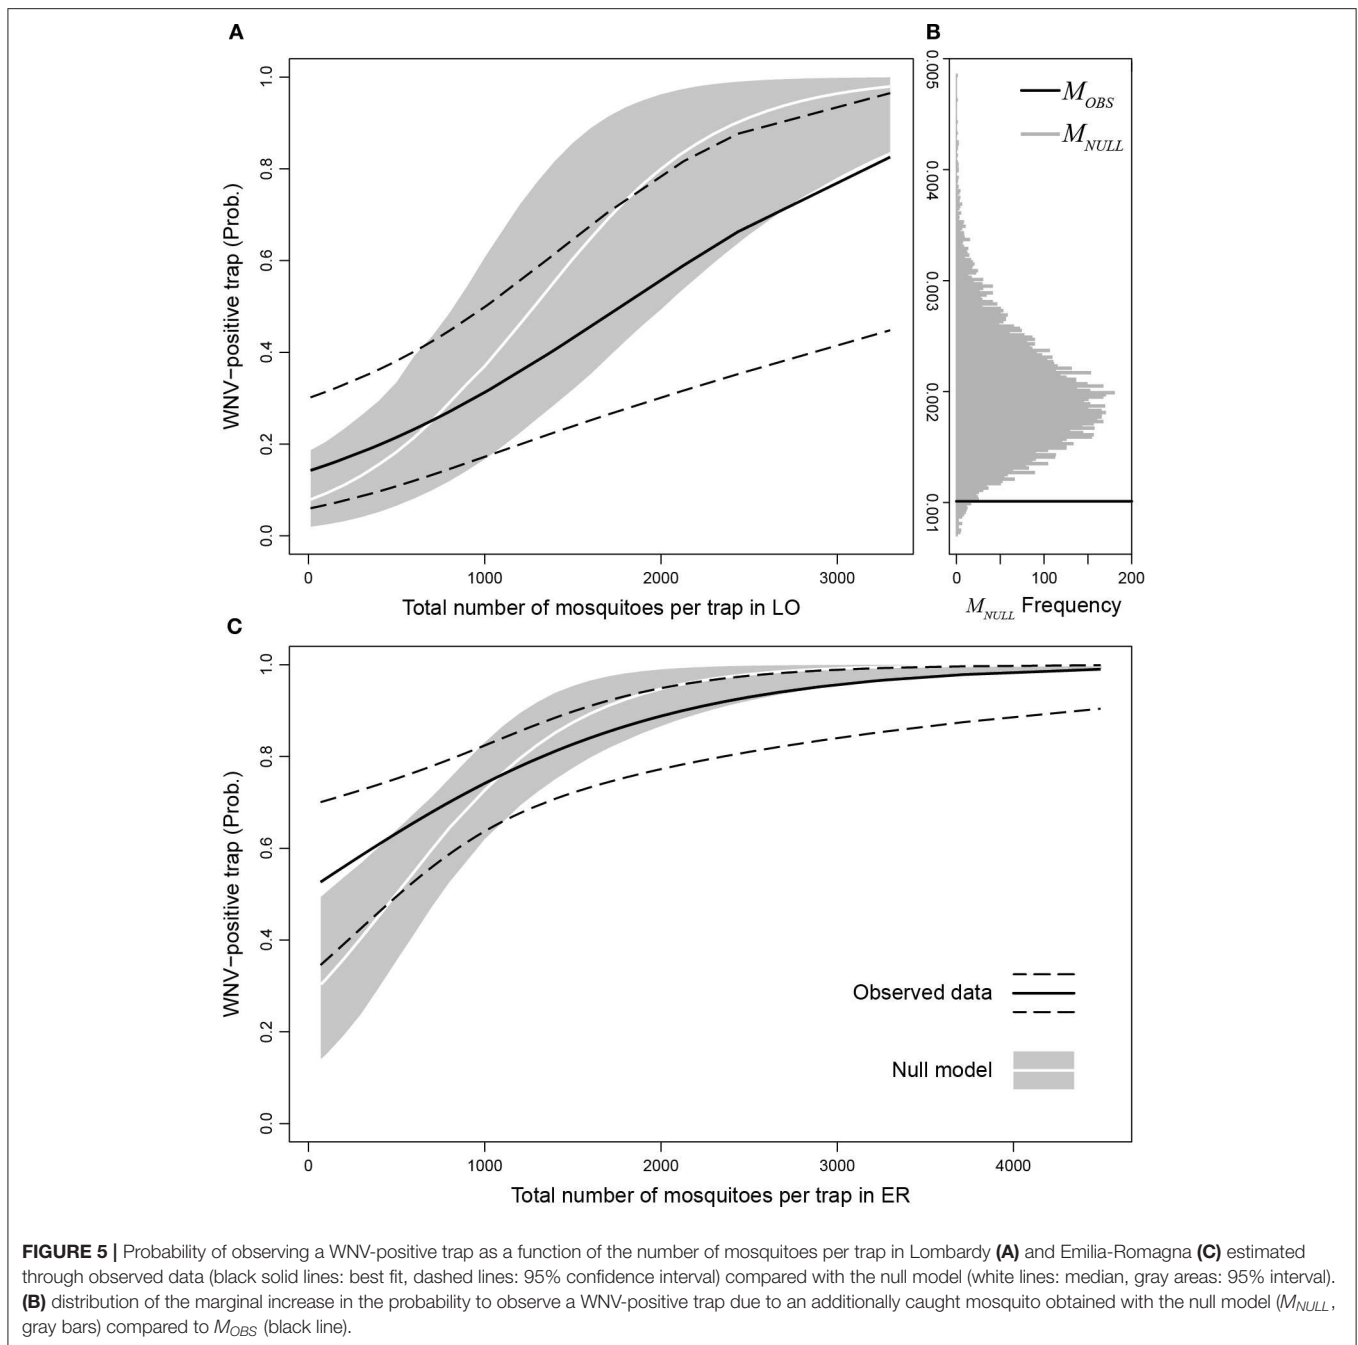 A
B
WNV−positive trap (Prob.)
0.0
0.2
0.4
0.6
0.8
1.0
0
1000
2000
3000
Total number of mosquitoes per trap in LO
0.001
0.002
0.003
0.004
0.005
M_OBS
M_NULL
0
100
200
M_NULL Frequency
C
WNV−positive trap (Prob.)
0.0
0.2
0.4
0.6
0.8
1.0
Observed data
Null model
0
1000
2000
3000
4000
Total number of mosquitoes per trap in ER
FIGURE 5 | Probability of observing a WNV-positive trap as a function of the number of mosquitoes per trap in Lombardy (A) and Emilia-Romagna (C) estimated
through observed data (black solid lines: best fit, dashed lines: 95% confidence interval) compared with the null model (white lines: median, gray areas: 95% interval).
(B) distribution of the marginal increase in the probability to observe a WNV-positive trap due to an additionally caught mosquito obtained with the null model (M_NULL,
gray bars) compared to M_OBS (black line).